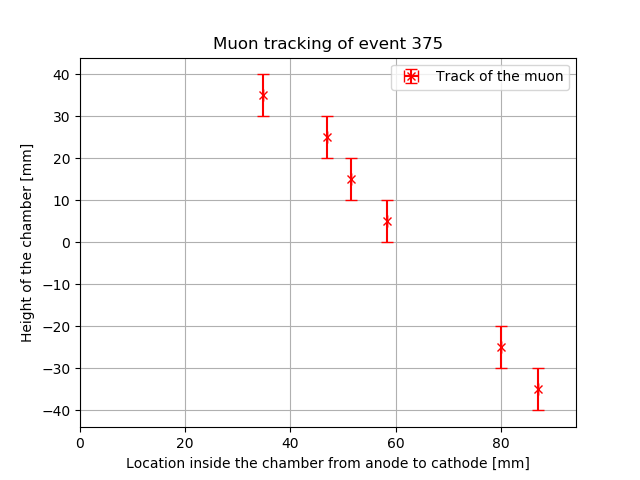 Muon tracking of event 375
Track of the muon
Height of the chamber [mm]
40
30
20
10
0
−10
−20
−30
−40
0 20 40 60 80
Location inside the chamber from anode to cathode [mm]